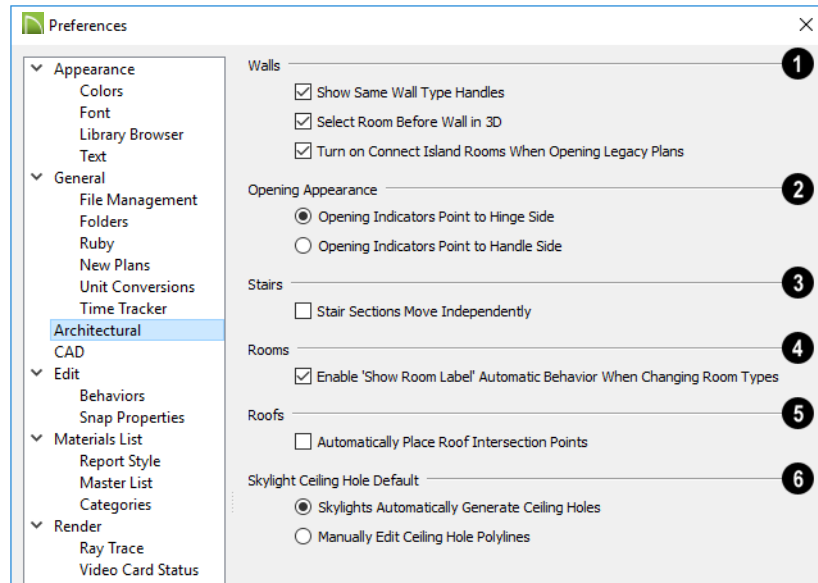 Preferences
Appearance
Colors
Font
Library Browser
Text
General
File Management
Folders
Ruby
New Plans
Unit Conversions
Time Tracker
Architectural
CAD
Edit
Behaviors
Snap Properties
Materials List
Report Style
Master List
Categories
Render
Ray Trace
Video Card Status
Walls 1
Show Same Wall Type Handles
Select Room Before Wall in 3D
Turn on Connect Island Rooms When Opening Legacy Plans
Opening Appearance 2
Opening Indicators Point to Hinge Side
Opening Indicators Point to Handle Side
Stairs 3
Stair Sections Move Independently
Rooms 4
Enable 'Show Room Label' Automatic Behavior When Changing Room Types
Roofs 5
Automatically Place Roof Intersection Points
Skylight Ceiling Hole Default 6
Skylights Automatically Generate Ceiling Holes
Manually Edit Ceiling Hole Polylines